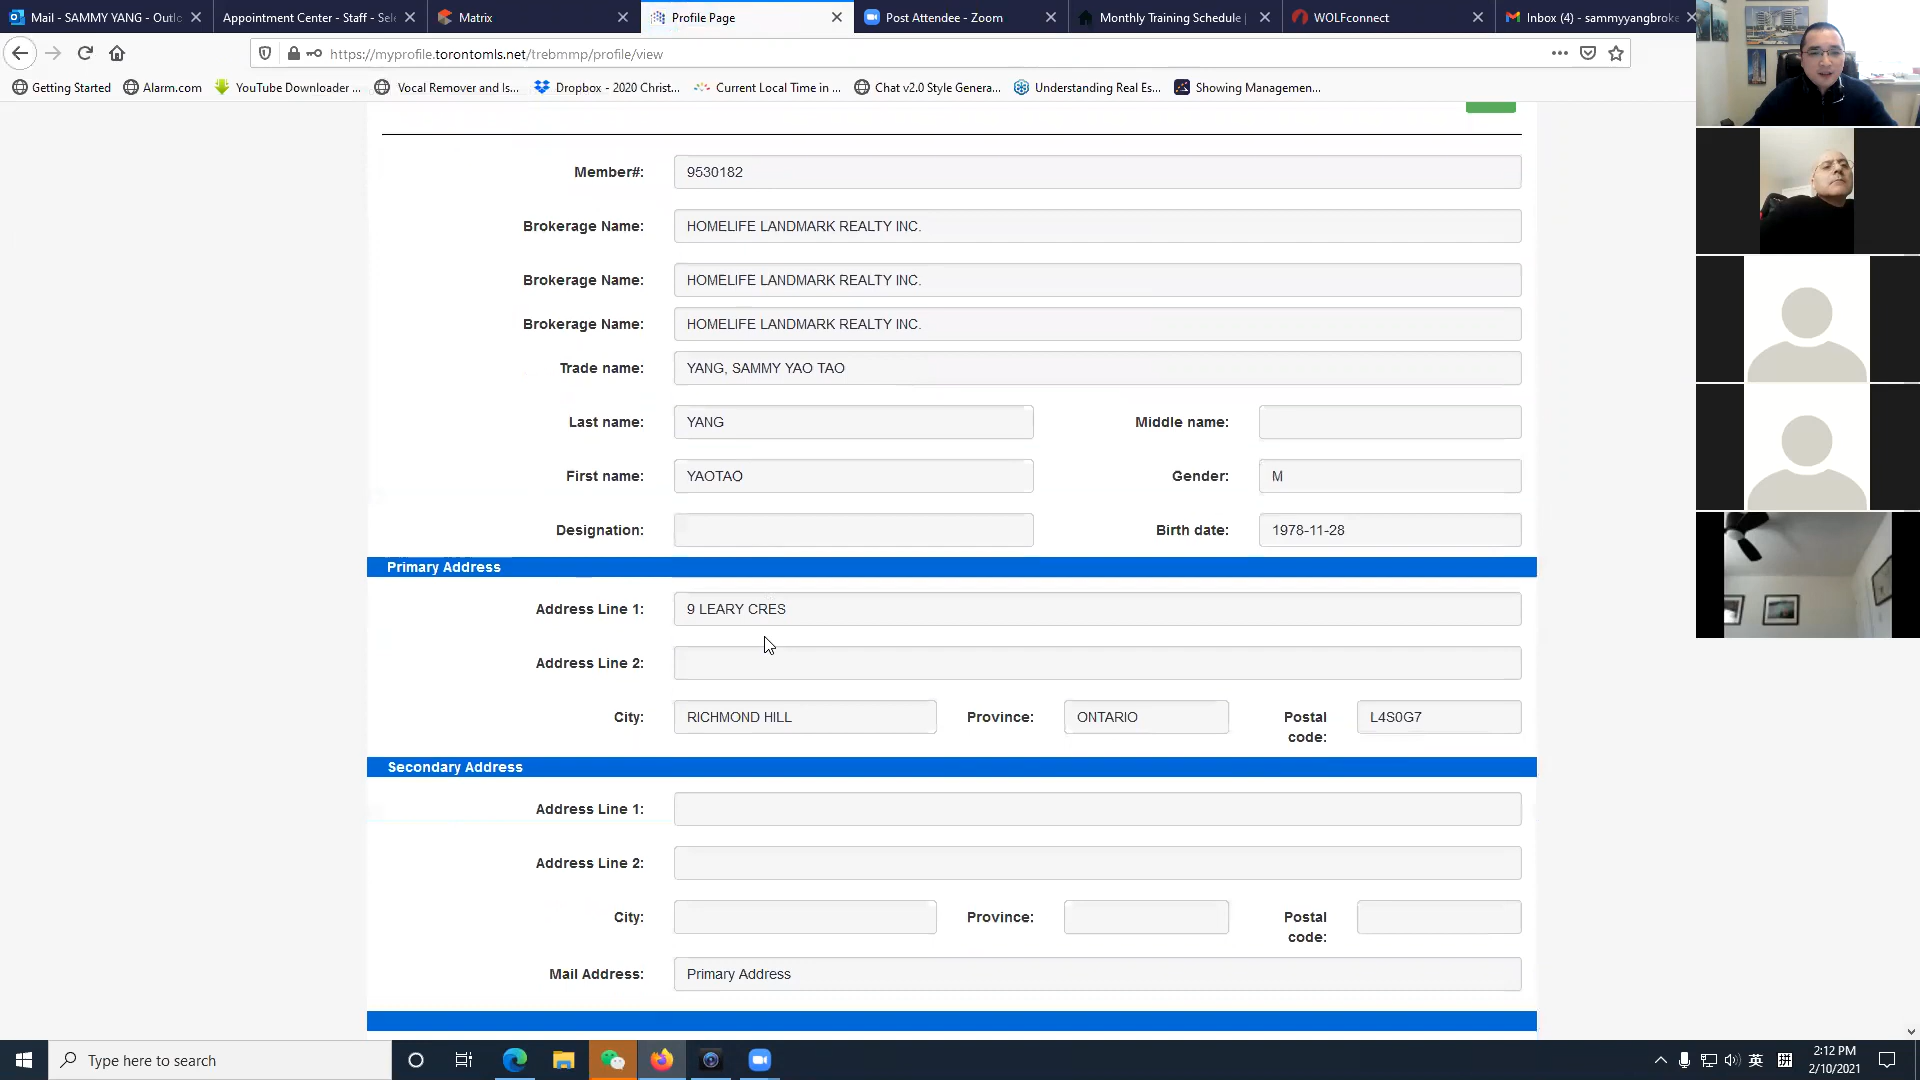 Mail - SAMMY YANG - Outlo
Appointment Center - Staff - Sele
Matrix
Profile Page
Post Attendee - Zoom
Monthly Training Schedule |
WOLFconnect
Inbox (4) - sammyyangbroke
https://myprofile.torontomls.net/trebmmp/profile/view
Getting Started
Alarm.com
YouTube Downloader ...
Vocal Remover and Is...
Dropbox - 2020 Christ...
Current Local Time in ...
Chat v2.0 Style Genera...
Understanding Real Es...
Showing Managemen...
Member#: 9530182
Brokerage Name: HOMELIFE LANDMARK REALTY INC.
Brokerage Name: HOMELIFE LANDMARK REALTY INC.
Brokerage Name: HOMELIFE LANDMARK REALTY INC.
Trade name: YANG, SAMMY YAO TAO
Last name: YANG Middle name:
First name: YAOTAO Gender: M
Designation: Birth date: 1978-11-28
Primary Address
Address Line 1: 9 LEARY CRES
Address Line 2:
City: RICHMOND HILL Province: ONTARIO Postal code: L4S0G7
Secondary Address
Address Line 1:
Address Line 2:
City: Province: Postal code:
Mail Address: Primary Address
Type here to search
英
拼
2:12 PM
2/10/2021